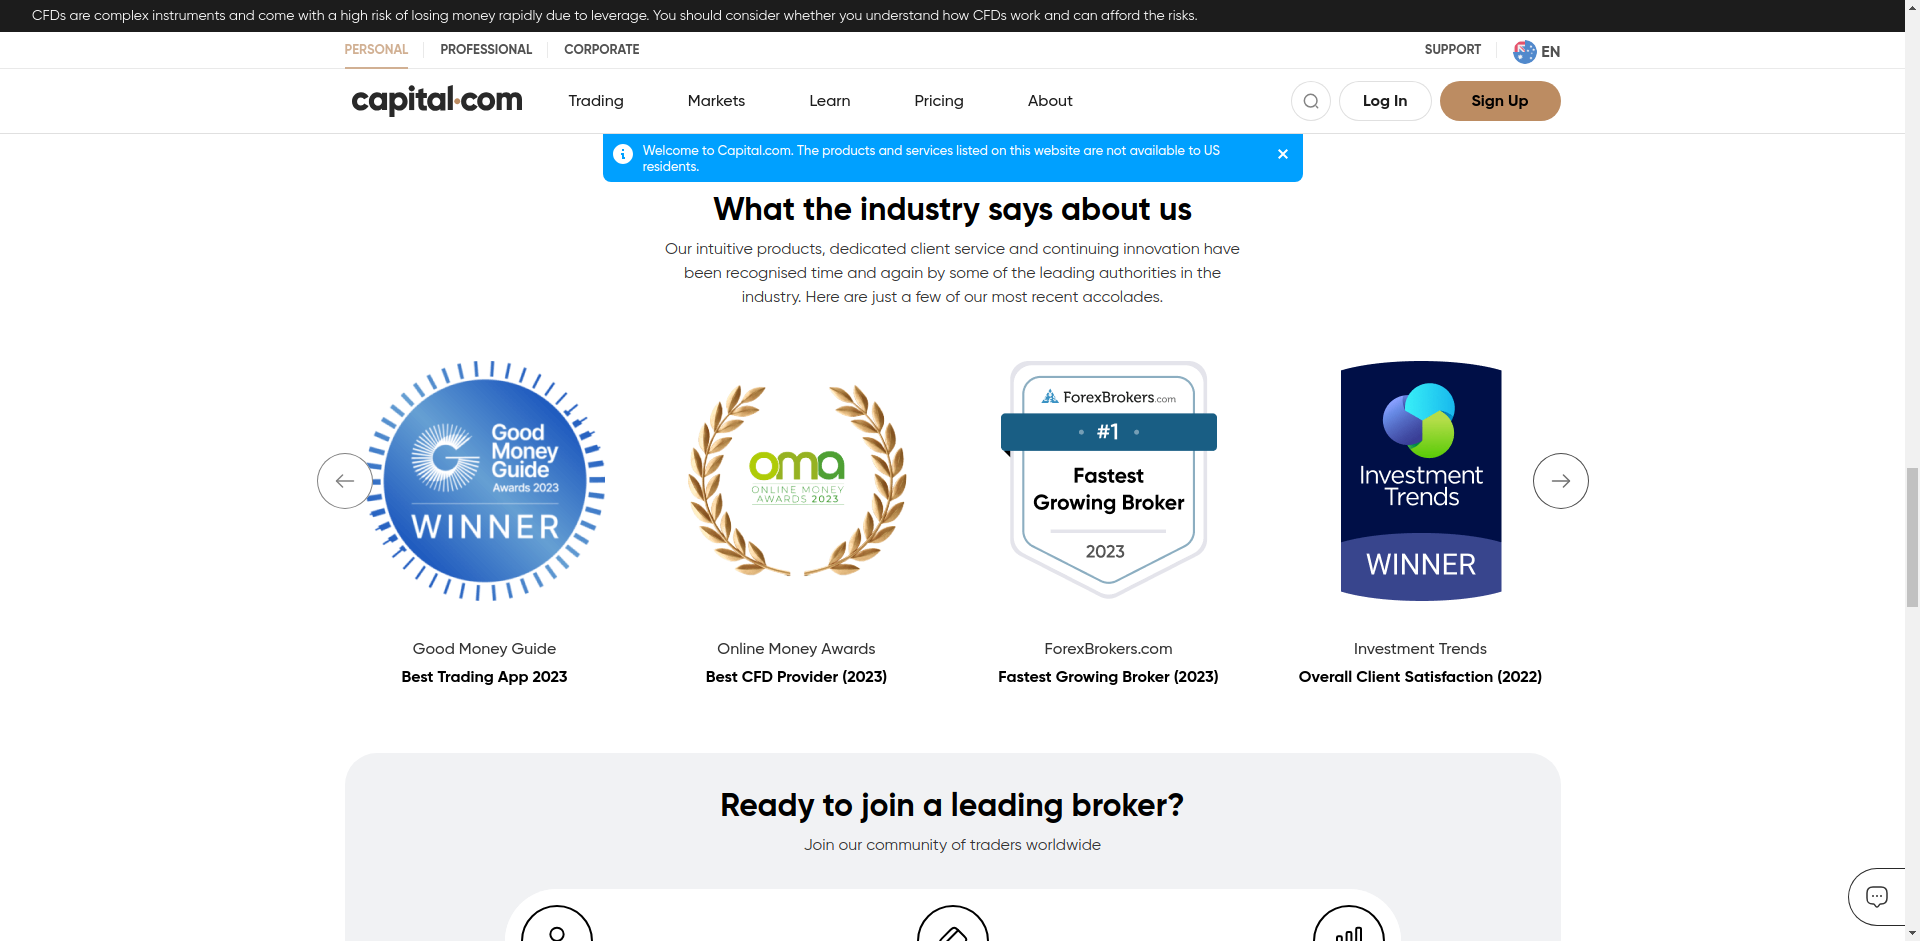 CFDs are complex instruments and come with a high risk of losing money rapidly due to leverage. You should consider whether you understand how CFDs work and can afford the risks.
PERSONAL
PROFESSIONAL
CORPORATE
SUPPORT
EN
capital.com
Trading
Markets
Learn
Pricing
About
Log In
Sign Up
Welcome to Capital.com. The products and services listed on this website are not available to US
residents.
What the industry says about us
Our intuitive products, dedicated client service and continuing innovation have
been recognised time and again by some of the leading authorities in the
industry. Here are just a few of our most recent accolades.
Good
Money
Guide
Awards 2023
WINNER
oma
ONLINE MONEY
AWARDS 2023
ForexBrokers.com
#1
Fastest
Growing Broker
2023
Investment
Trends
WINNER
Good Money Guide
Best Trading App 2023
Online Money Awards
Best CFD Provider (2023)
ForexBrokers.com
Fastest Growing Broker (2023)
Investment Trends
Overall Client Satisfaction (2022)
Ready to join a leading broker?
Join our community of traders worldwide